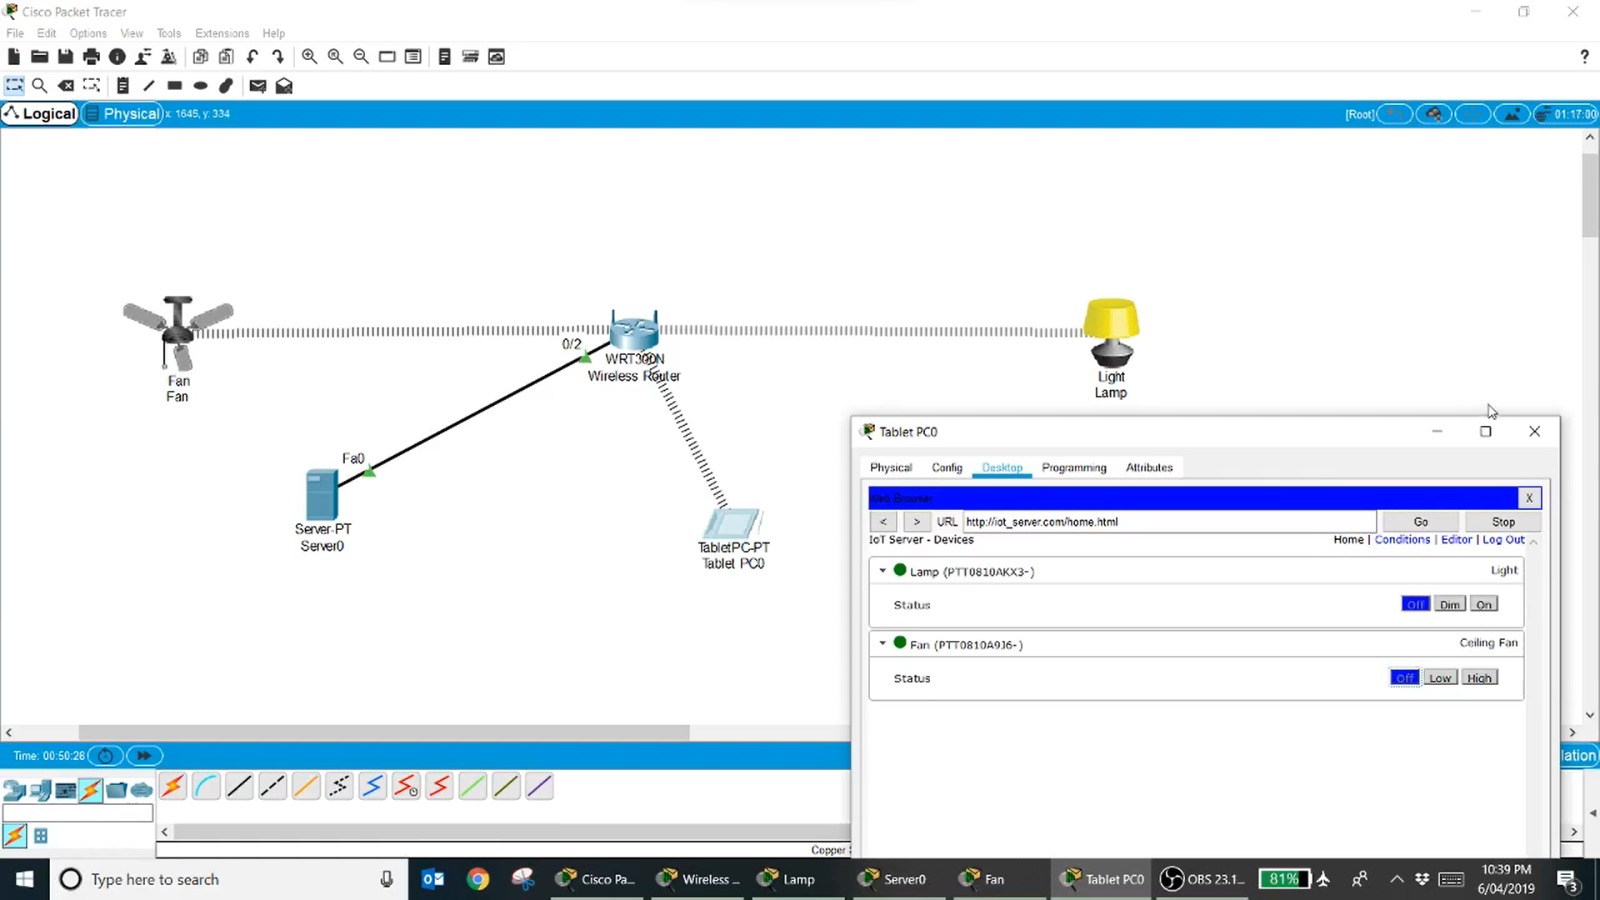 Cisco Packet Tracer
File Edit Options View Tools Extensions Help
?
Logical Physical x: 1645, y: 334 [Root] 01:17:00
0/2
WRT300N
Wireless Router
Fan
Fan
Light
Lamp
Fa0
Server-PT
Server0
TabletPC-PT
Tablet PC0
Tablet PC0
Physical Config Desktop Programming Attributes
Web Browser X
< > URL http://iot_server.com/home.html Go Stop
IoT Server - Devices Home | Conditions | Editor | Log Out
Lamp (PTT0810AKX3-) Light
Status Off Dim On
Fan (PTT0810A9J6-) Ceiling Fan
Status Off Low High
Time: 00:50:28 lation
Copper
Type here to search Cisco Pa... Wireless ... Lamp Server0 Fan Tablet PC0 OBS 23.1... 81% 10:39 PM
6/04/2019
3